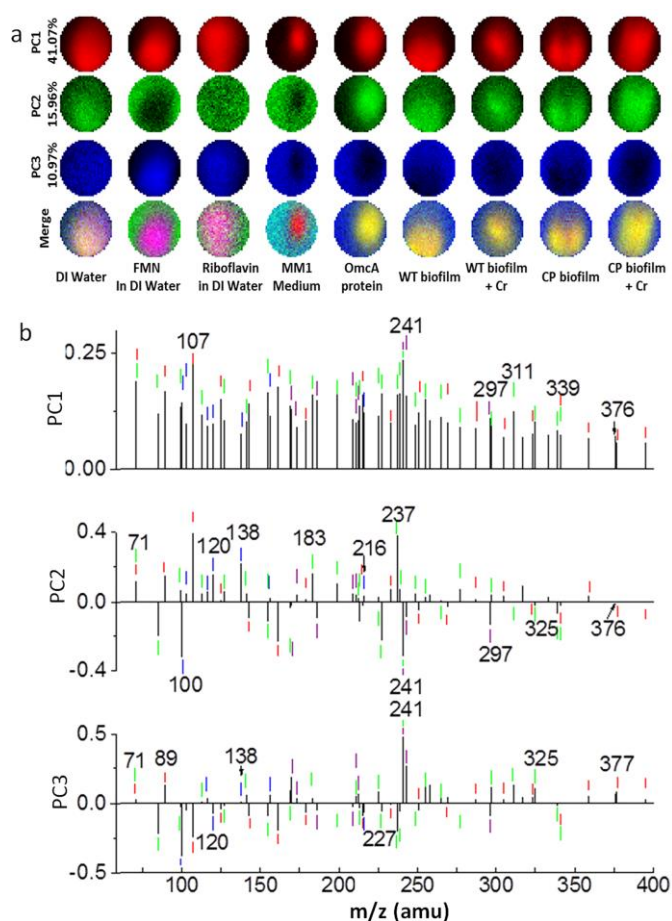 a
PC1
41.07%
PC2
15.96%
PC3
10.97%
Merge
DI Water
FMN
In DI Water
Riboflavin
in DI Water
MM1
Medium
OmcA
protein
WT biofilm
WT biofilm
+ Cr
CP biofilm
CP biofilm
+ Cr
b
PC1
0.25
0.00
107
241
297
311
339
376
PC2
0.4
0.0
-0.4
71
120
138
183
216
237
100
241
297
325
376
PC3
0.5
0.0
-0.5
241
71
89
138
325
377
120
227
100
150
200
250
300
350
400
m/z (amu)